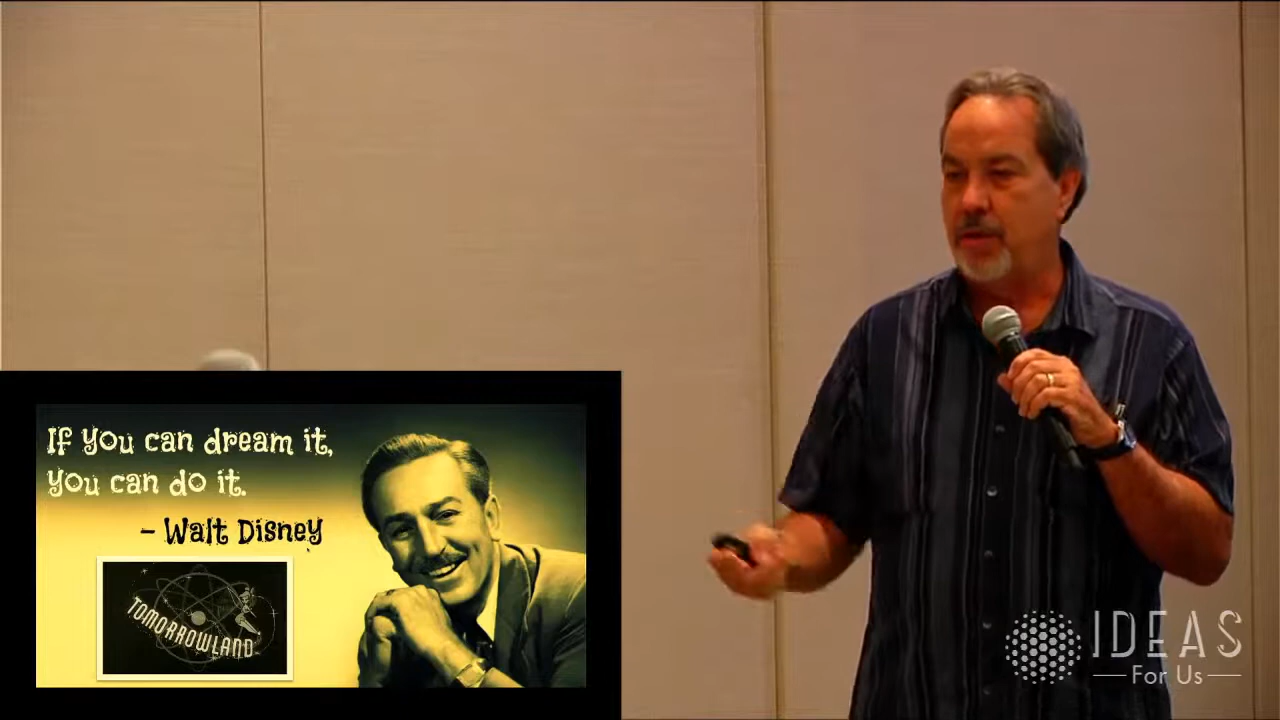 If you can dream it,
you can do it.
- Walt Disney
TOMORROWLAND
IDEAS
For Us